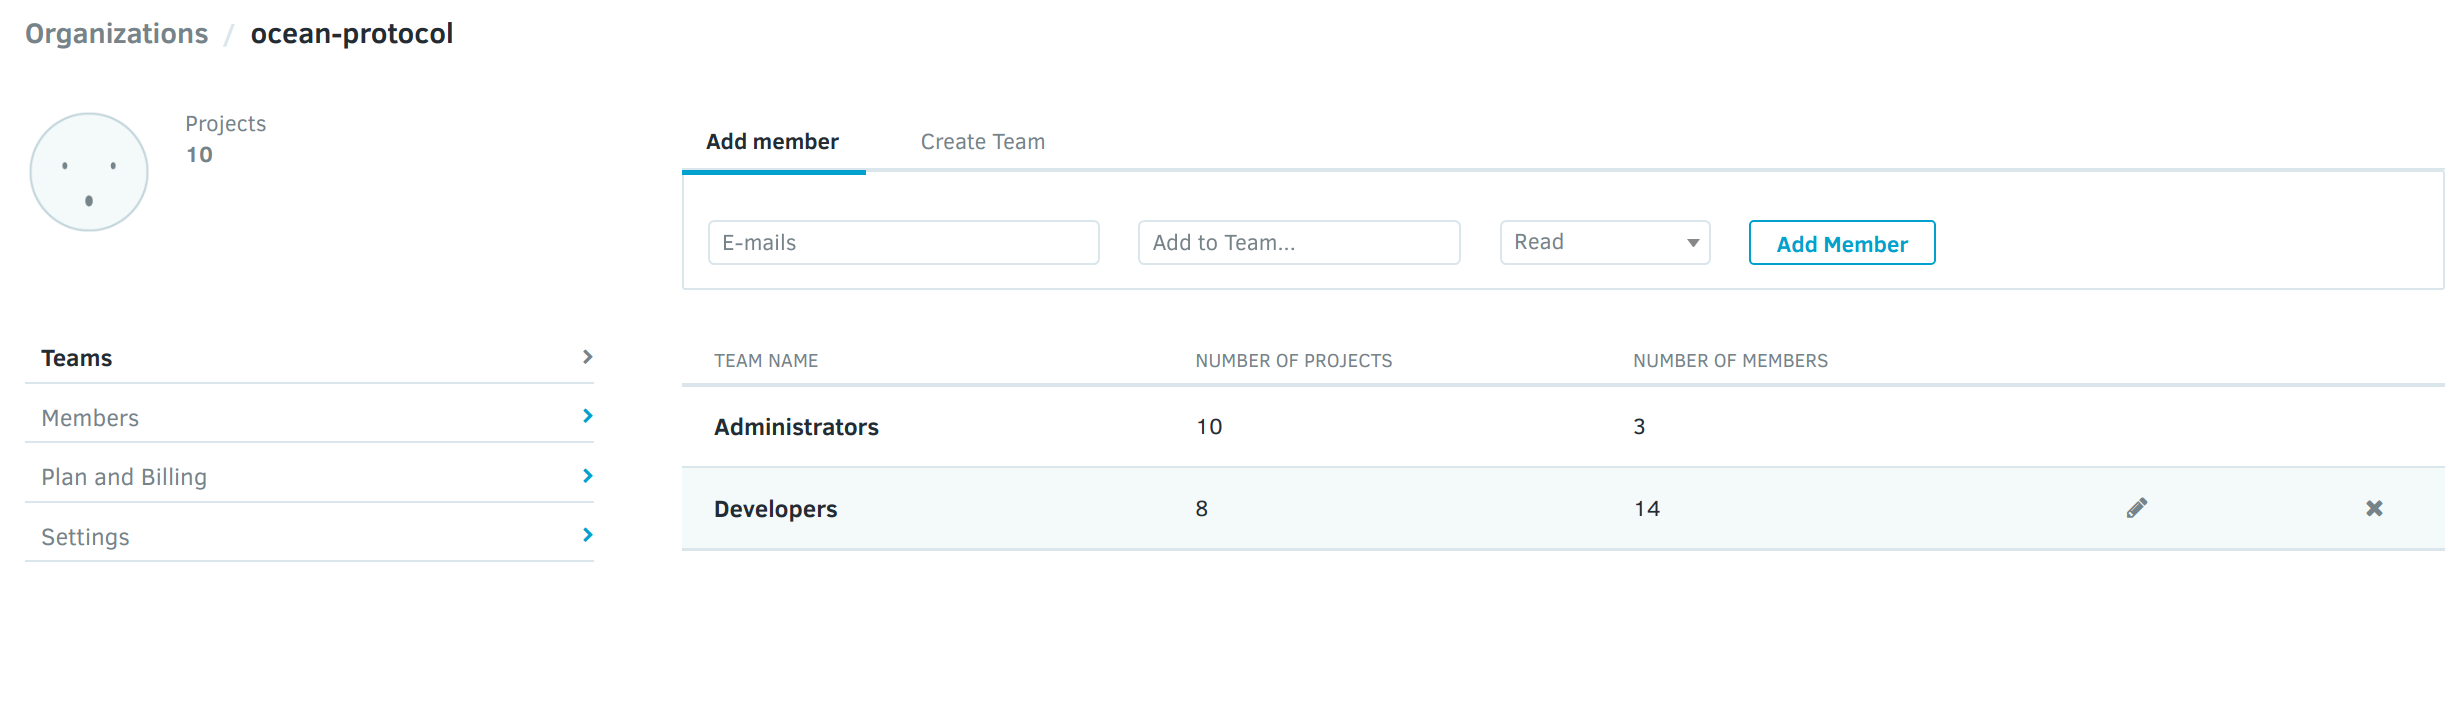 Organizations / ocean-protocol
Projects
10
Teams
Members
Plan and Billing
Settings
Add member Create Team
E-mails Add to Team... Read Add Member
TEAM NAME NUMBER OF PROJECTS NUMBER OF MEMBERS
Administrators 10 3
Developers 8 14